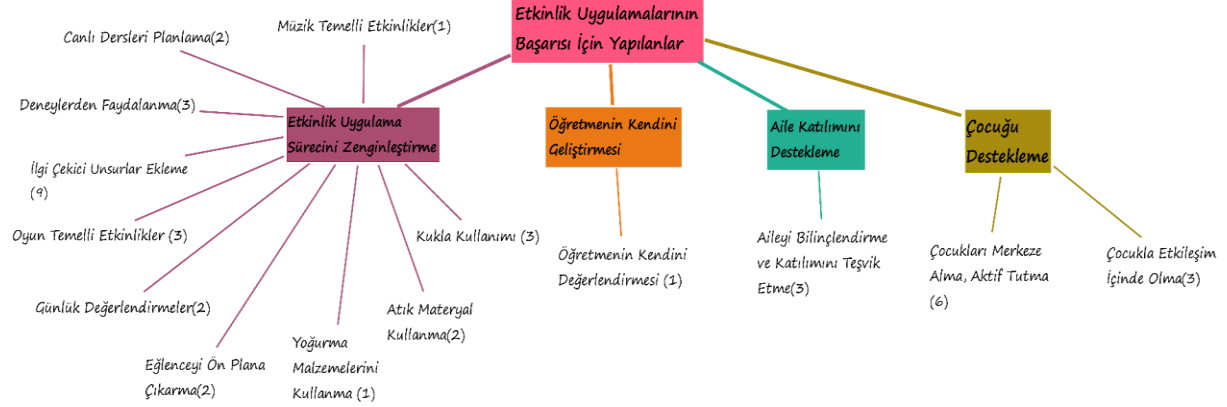 Etkinlik Uygulamalarının
Başarısı İçin Yapılanlar
Müzik Temelli Etkinlikler(1)
Canlı Dersleri Planlama(2)
Deneylerden Faydalanma(3)
İlgi Çekici Unsurlar Ekleme
(9)
Oyun Temelli Etkinlikler (3)
Günlük Değerlendirmeler(2)
Eğlenceyi Ön Plana
Çıkarma(2)
Yoğurma
Malzemelerini
Kullanma (1)
Atık Materyal
Kullanma(2)
Kukla Kullanımı (3)
Etkinlik Uygulama
Sürecini Zenginleştirme
Öğretmenin Kendini
Geliştirmesi
Öğretmenin Kendini
Değerlendirmesi (1)
Aile Katılımını
Destekleme
Aileyi Bilinçlendirme
ve Katılımını Teşvik
Etme(3)
Çocuğu
Destekleme
Çocukları Merkeze
Alma, Aktif Tutma
(6)
Çocukla Etkileşim
İçinde Olma(3)